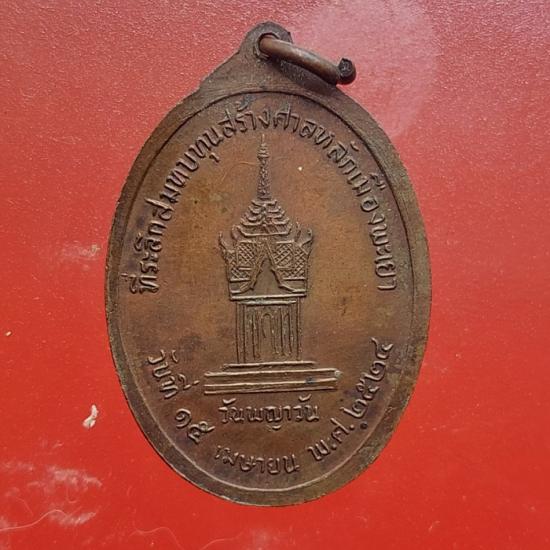 ที่ระลึกสมทบทุนสร้างศาลหลักเมืองพะเยา
วันพญาวัน
วันที่ ๑๕ เมษายน พ.ศ.๒๕๒๔